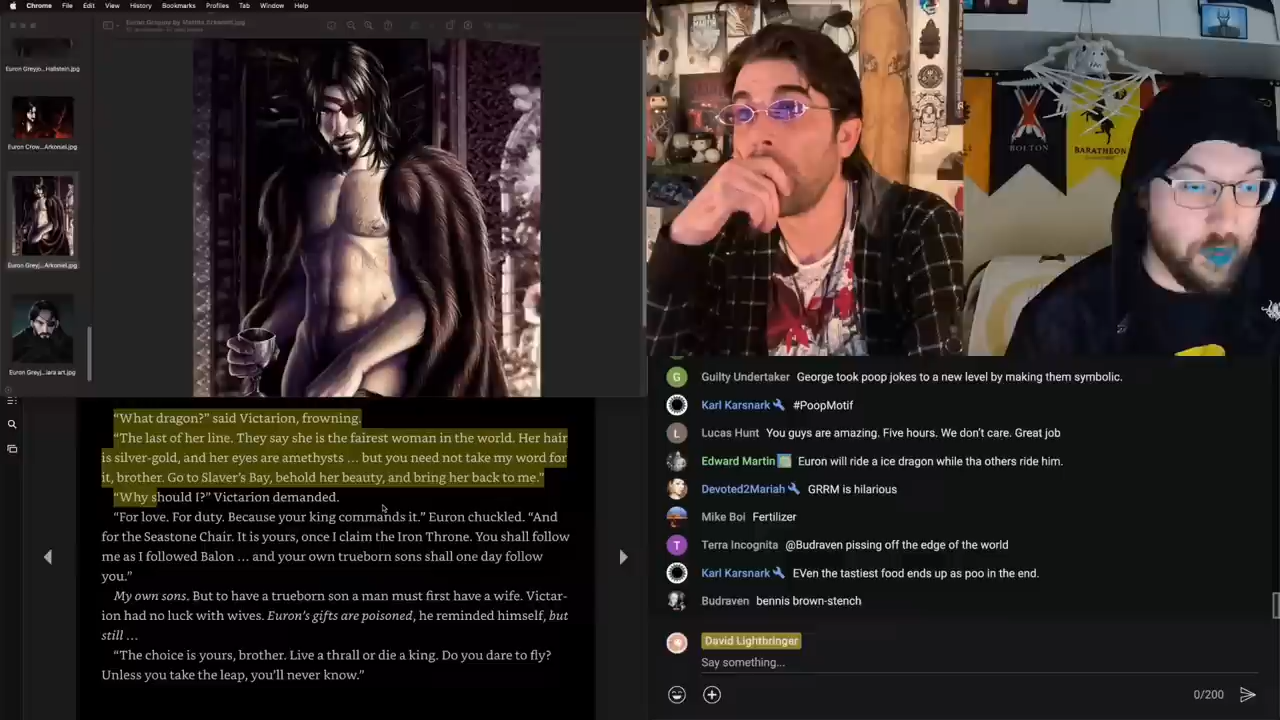 Chrome File Edit View History Bookmarks Profiles Tab Window Help
Euron Greyjo...Hallstein.jpg
Euron Crow...Arkoniel.jpg
Euron Greyj...Arkoniel.jpg
Euron Greyj...iara art.jpg
BOLTON
BARATHEON
“What dragon?” said Victarion, frowning.
“The last of her line. They say she is the fairest woman in the world. Her hair
is silver-gold, and her eyes are amethysts ... but you need not take my word for
it, brother. Go to Slaver’s Bay, behold her beauty, and bring her back to me.”
“Why should I?” Victarion demanded.
“For love. For duty. Because your king commands it.” Euron chuckled. “And
for the Seastone Chair. It is yours, once I claim the Iron Throne. You shall follow
me as I followed Balon ... and your own trueborn sons shall one day follow
you.”
My own sons. But to have a trueborn son a man must first have a wife. Victar-
ion had no luck with wives. Euron’s gifts are poisoned, he reminded himself, but
still ...
“The choice is yours, brother. Live a thrall or die a king. Do you dare to fly?
Unless you take the leap, you’ll never know.”
G Guilty Undertaker George took poop jokes to a new level by making them symbolic.
Karl Karsnark #PoopMotif
L Lucas Hunt You guys are amazing. Five hours. We don’t care. Great job
Edward Martin Euron will ride a ice dragon while tha others ride him.
Devoted2Mariah GRRM is hilarious
Mike Boi Fertilizer
T Terra Incognita @Budraven pissing off the edge of the world
Karl Karsnark EVen the tastiest food ends up as poo in the end.
Budraven bennis brown-stench
David Lightbringer
Say something...
0/200